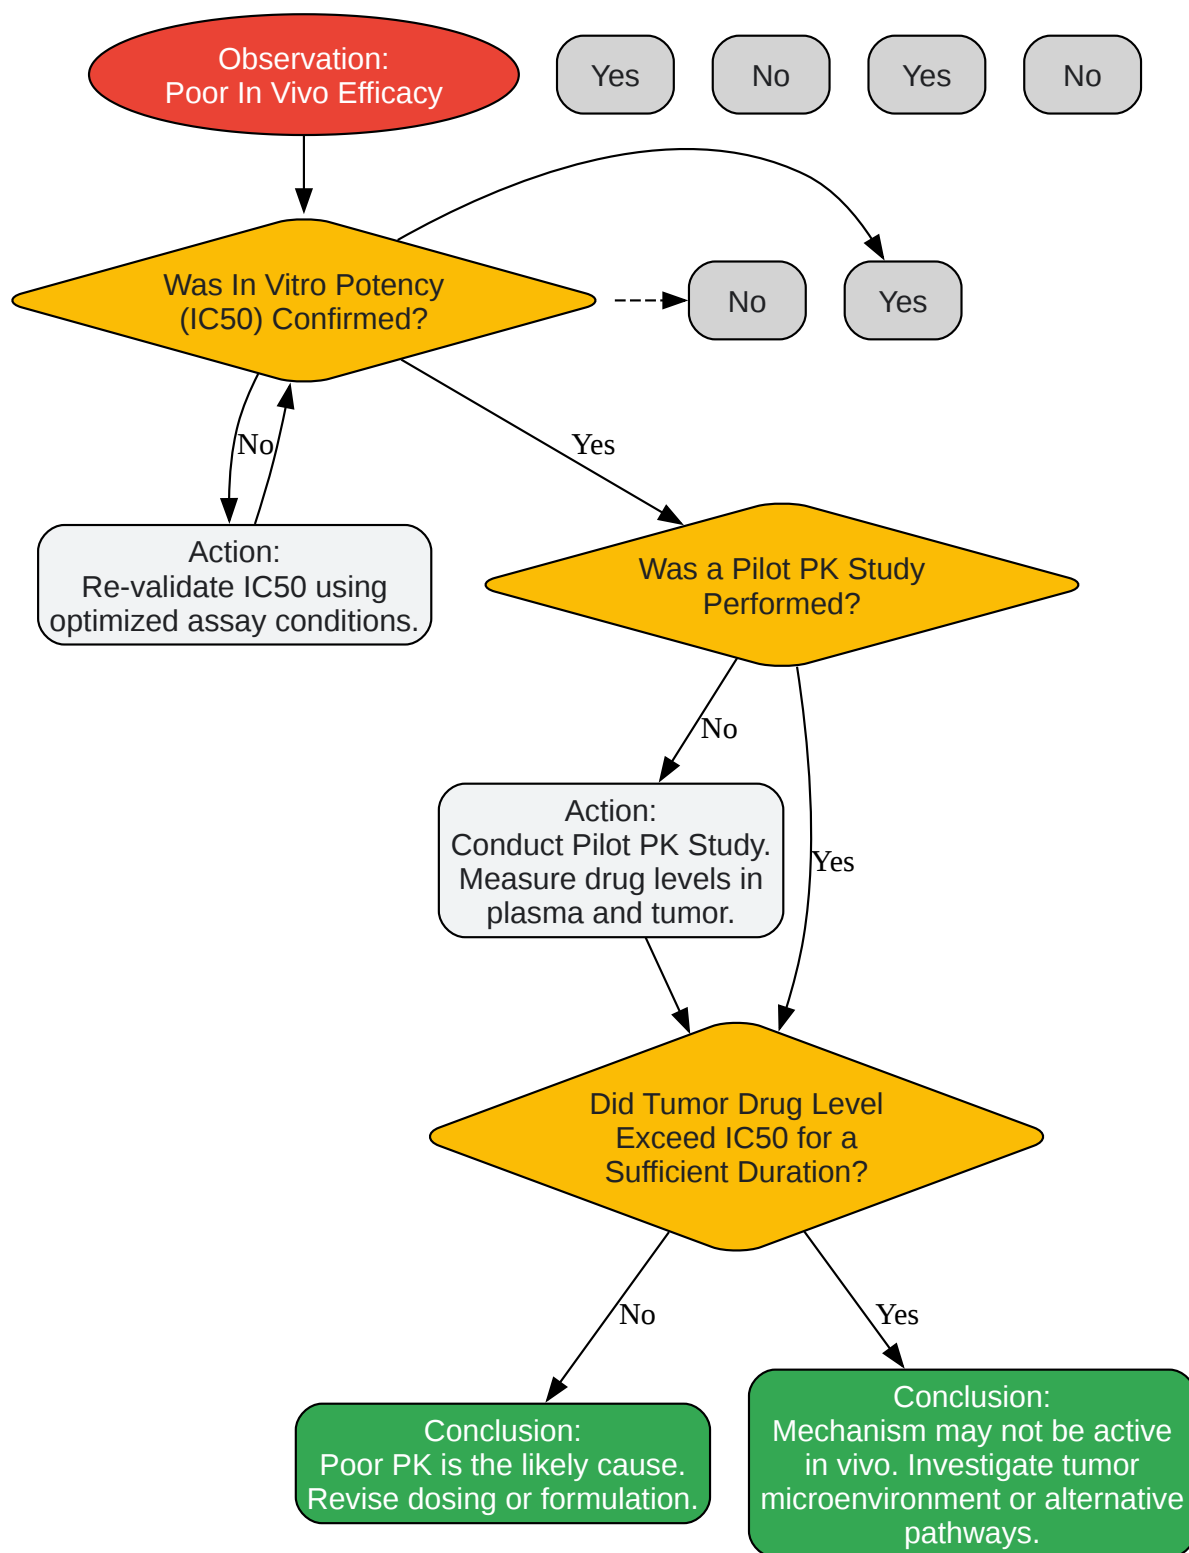 Observation:
Poor In Vivo Efficacy
Yes
No
Yes
No
Was In Vitro Potency
(IC50) Confirmed?
No
Yes
No
Yes
Action:
Re-validate IC50 using
optimized assay conditions.
Was a Pilot PK Study
Performed?
No
Action:
Conduct Pilot PK Study.
Measure drug levels in
plasma and tumor.
Yes
Did Tumor Drug Level
Exceed IC50 for a
Sufficient Duration?
No
Yes
Conclusion:
Poor PK is the likely cause.
Revise dosing or formulation.
Conclusion:
Mechanism may not be active
in vivo. Investigate tumor
microenvironment or alternative
pathways.